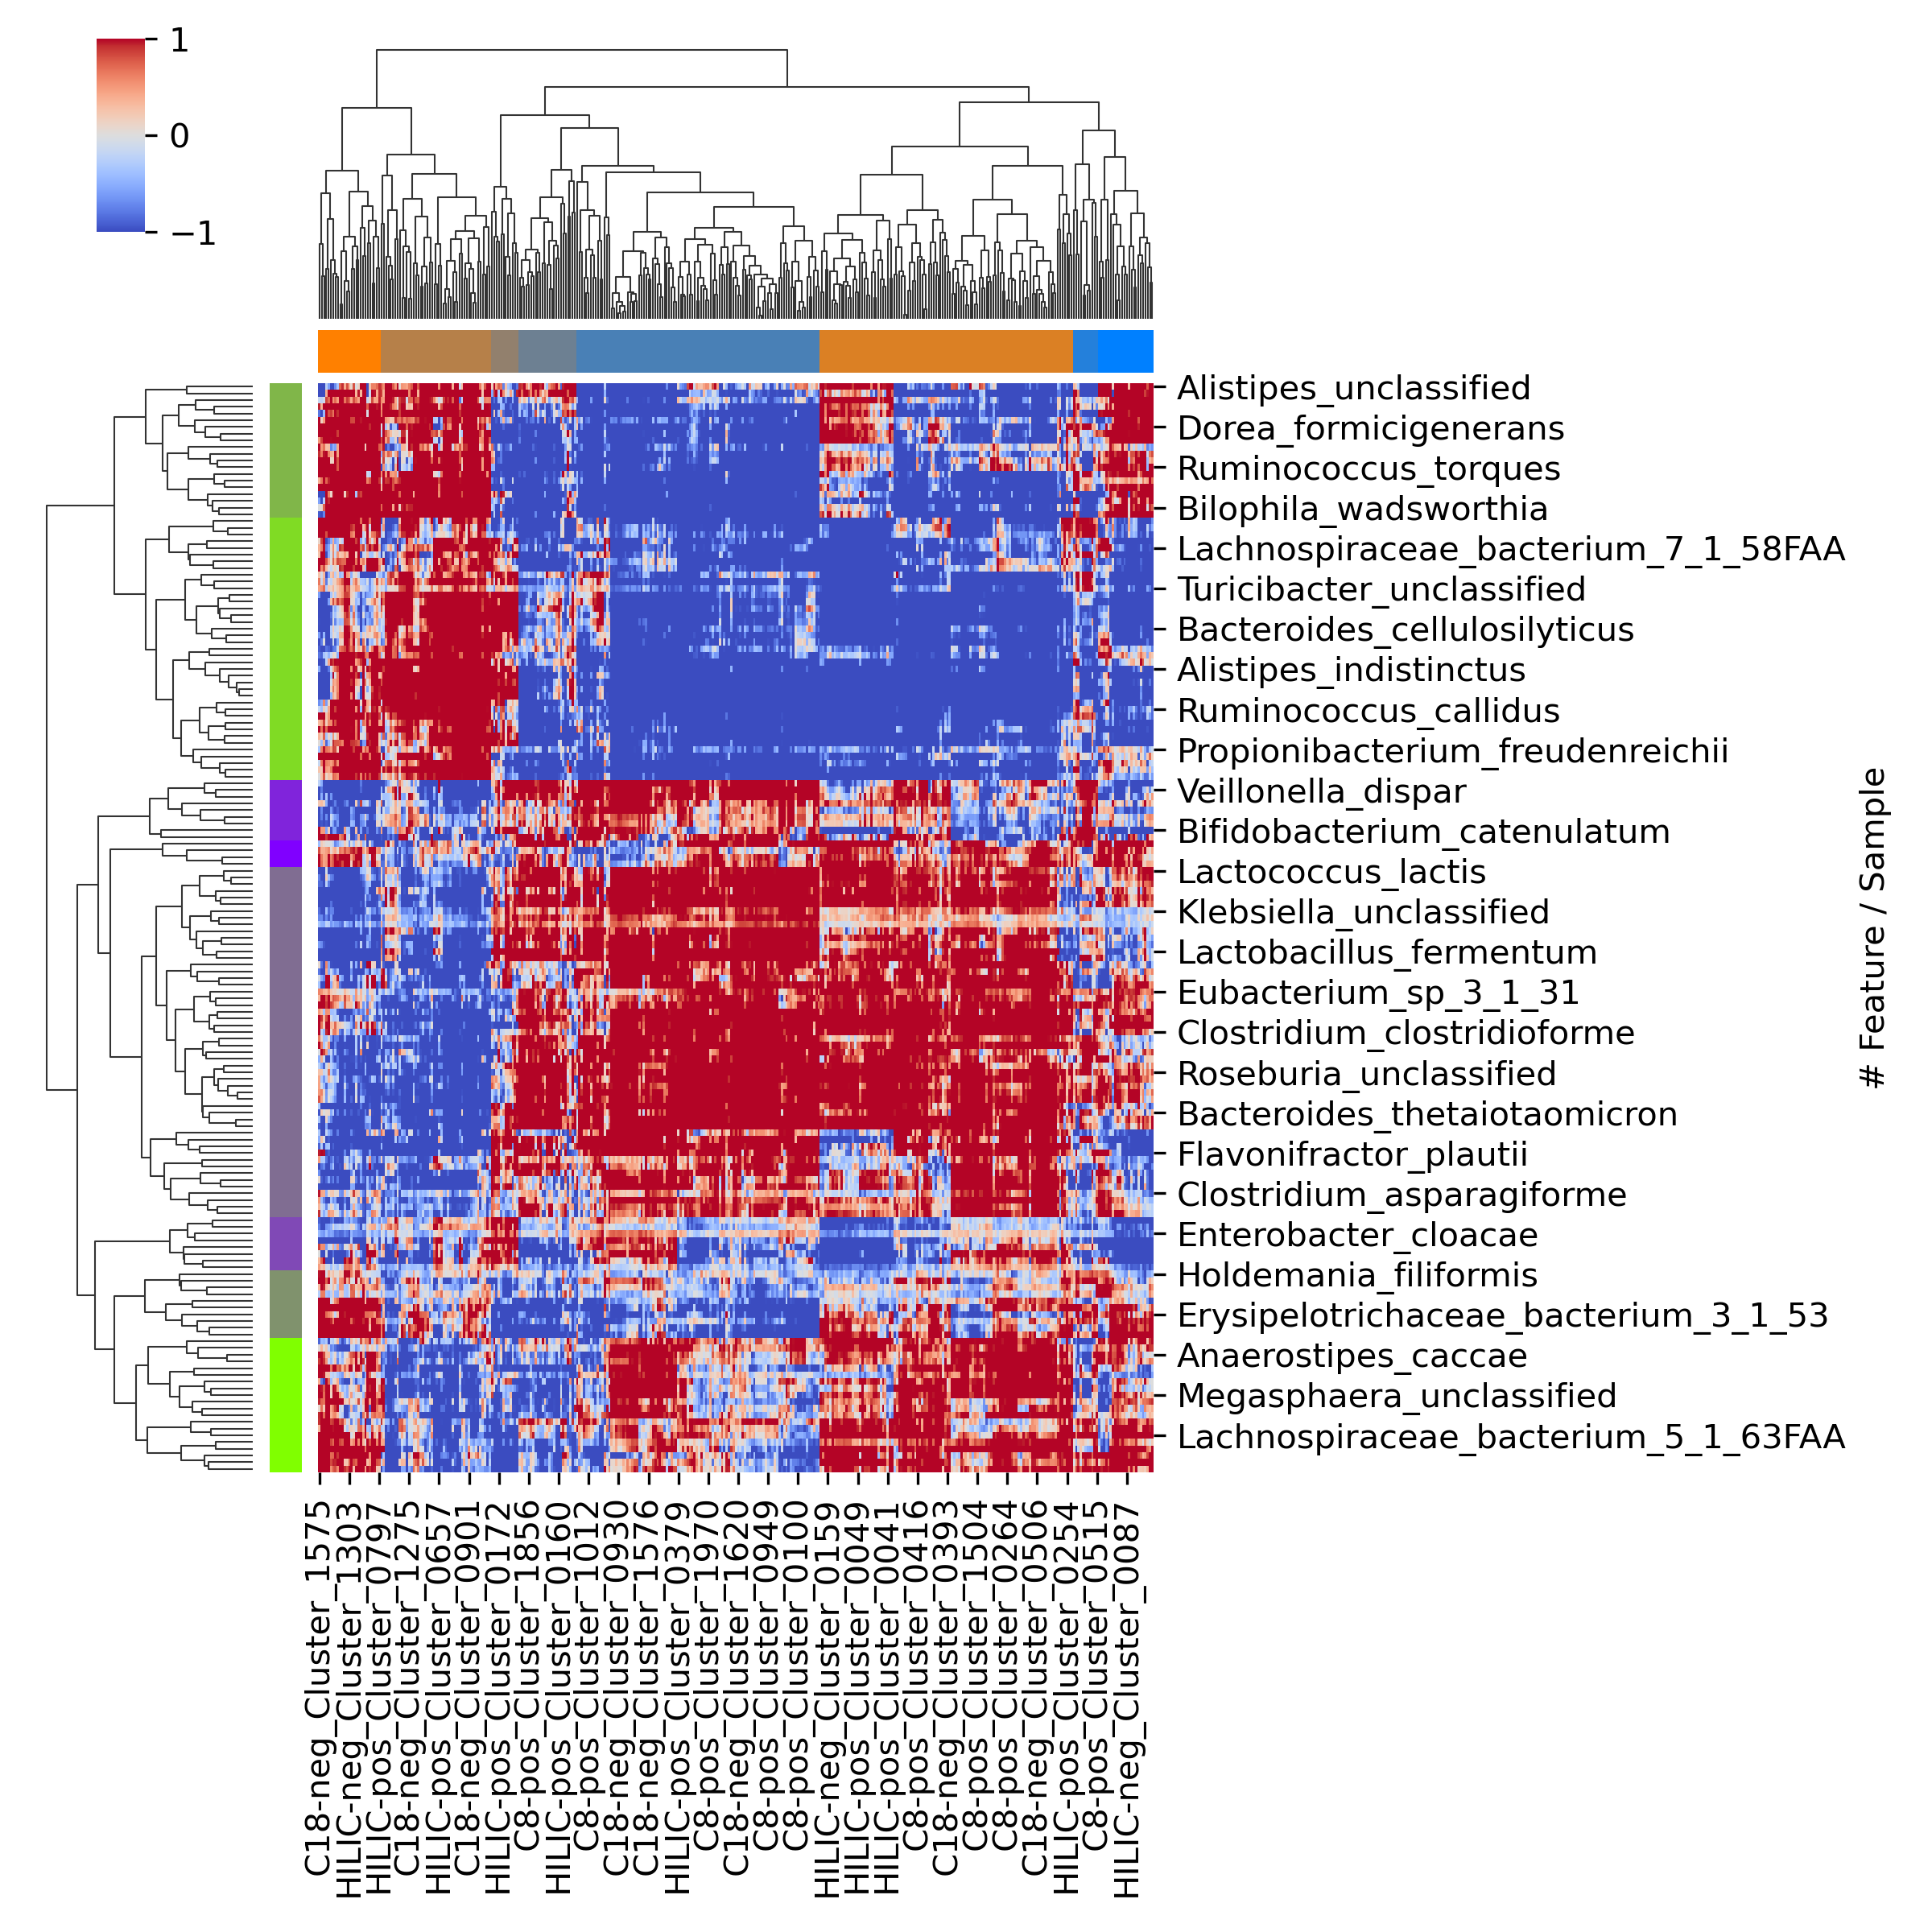 1
0
−1
Alistipes_unclassified
Dorea_formicigenerans
Ruminococcus_torques
Bilophila_wadsworthia
Lachnospiraceae_bacterium_7_1_58FAA
Turicibacter_unclassified
Bacteroides_cellulosilyticus
Alistipes_indistinctus
Ruminococcus_callidus
Propionibacterium_freudenreichii
Veillonella_dispar
Bifidobacterium_catenulatum
Lactococcus_lactis
Klebsiella_unclassified
Lactobacillus_fermentum
Eubacterium_sp_3_1_31
Clostridium_clostridioforme
Roseburia_unclassified
Bacteroides_thetaiotaomicron
Flavonifractor_plautii
Clostridium_asparagiforme
Enterobacter_cloacae
Holdemania_filiformis
Erysipelotrichaceae_bacterium_3_1_53
Anaerostipes_caccae
Megasphaera_unclassified
Lachnospiraceae_bacterium_5_1_63FAA
# Feature / Sample
C18-neg_Cluster_1575
HILIC-neg_Cluster_1303
HILIC-pos_Cluster_0797
C18-neg_Cluster_1275
HILIC-pos_Cluster_0657
C18-neg_Cluster_0901
HILIC-pos_Cluster_0172
C8-pos_Cluster_1856
HILIC-pos_Cluster_0160
C8-pos_Cluster_1012
C18-neg_Cluster_0930
C18-neg_Cluster_1576
HILIC-pos_Cluster_0379
C8-pos_Cluster_1970
C18-neg_Cluster_1620
C8-pos_Cluster_0949
C8-pos_Cluster_0100
HILIC-neg_Cluster_0159
HILIC-pos_Cluster_0049
HILIC-pos_Cluster_0041
C8-pos_Cluster_0416
C18-neg_Cluster_0393
C8-pos_Cluster_1504
C8-pos_Cluster_0264
C18-neg_Cluster_0506
HILIC-pos_Cluster_0254
C8-pos_Cluster_0515
HILIC-neg_Cluster_0087